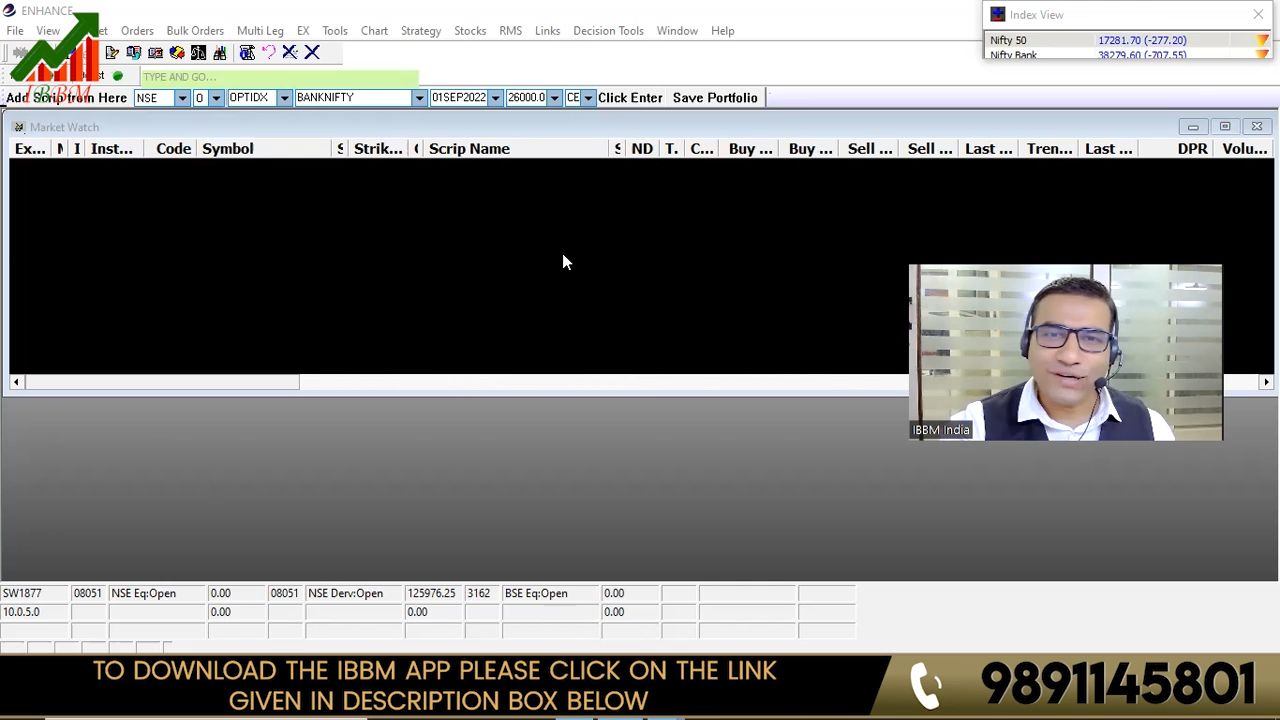 ENHANCE
File View Orders Bulk Orders Multi Leg EX Tools Chart Strategy Stocks RMS Links Decision Tools Window Help
Index View
Nifty 50 17281.70 (-277.20)
Nifty Bank 38279.60 (-707.55)
TYPE AND GO...
IBBM
Add Scrip from Here NSE O OPTIDX BANKNIFTY 01SEP2022 26000.0 CE Click Enter Save Portfolio
Market Watch
Ex... M I Inst... Code Symbol S Strik... Scrip Name S ND T. C... Buy ... Buy ... Sell ... Sell ... Last ... Tren... Last ... DPR Volu...
IBBM India
SW1877 08051 NSE Eq:Open 0.00 08051 NSE Derv:Open 125976.25 3162 BSE Eq:Open 0.00
10.0.5.0 0.00 0.00 0.00
TO DOWNLOAD THE IBBM APP PLEASE CLICK ON THE LINK
GIVEN IN DESCRIPTION BOX BELOW
9891145801